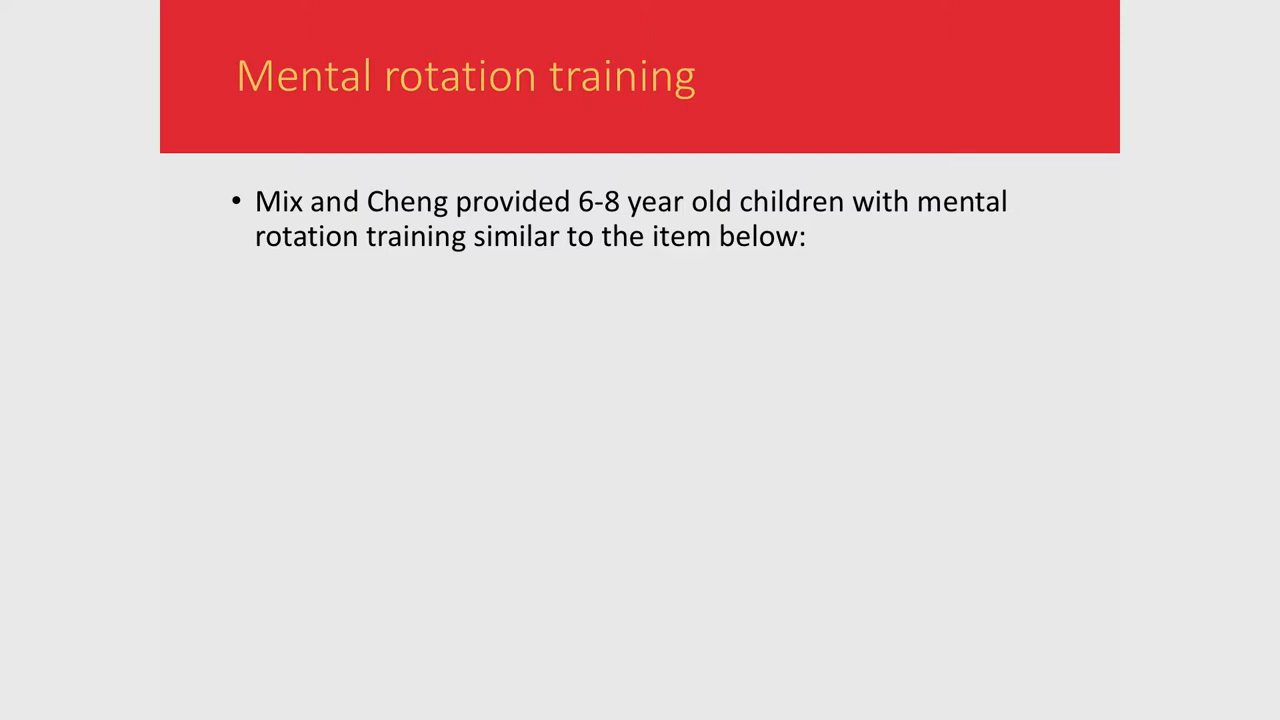 Mental rotation training
• Mix and Cheng provided 6-8 year old children with mental
rotation training similar to the item below: